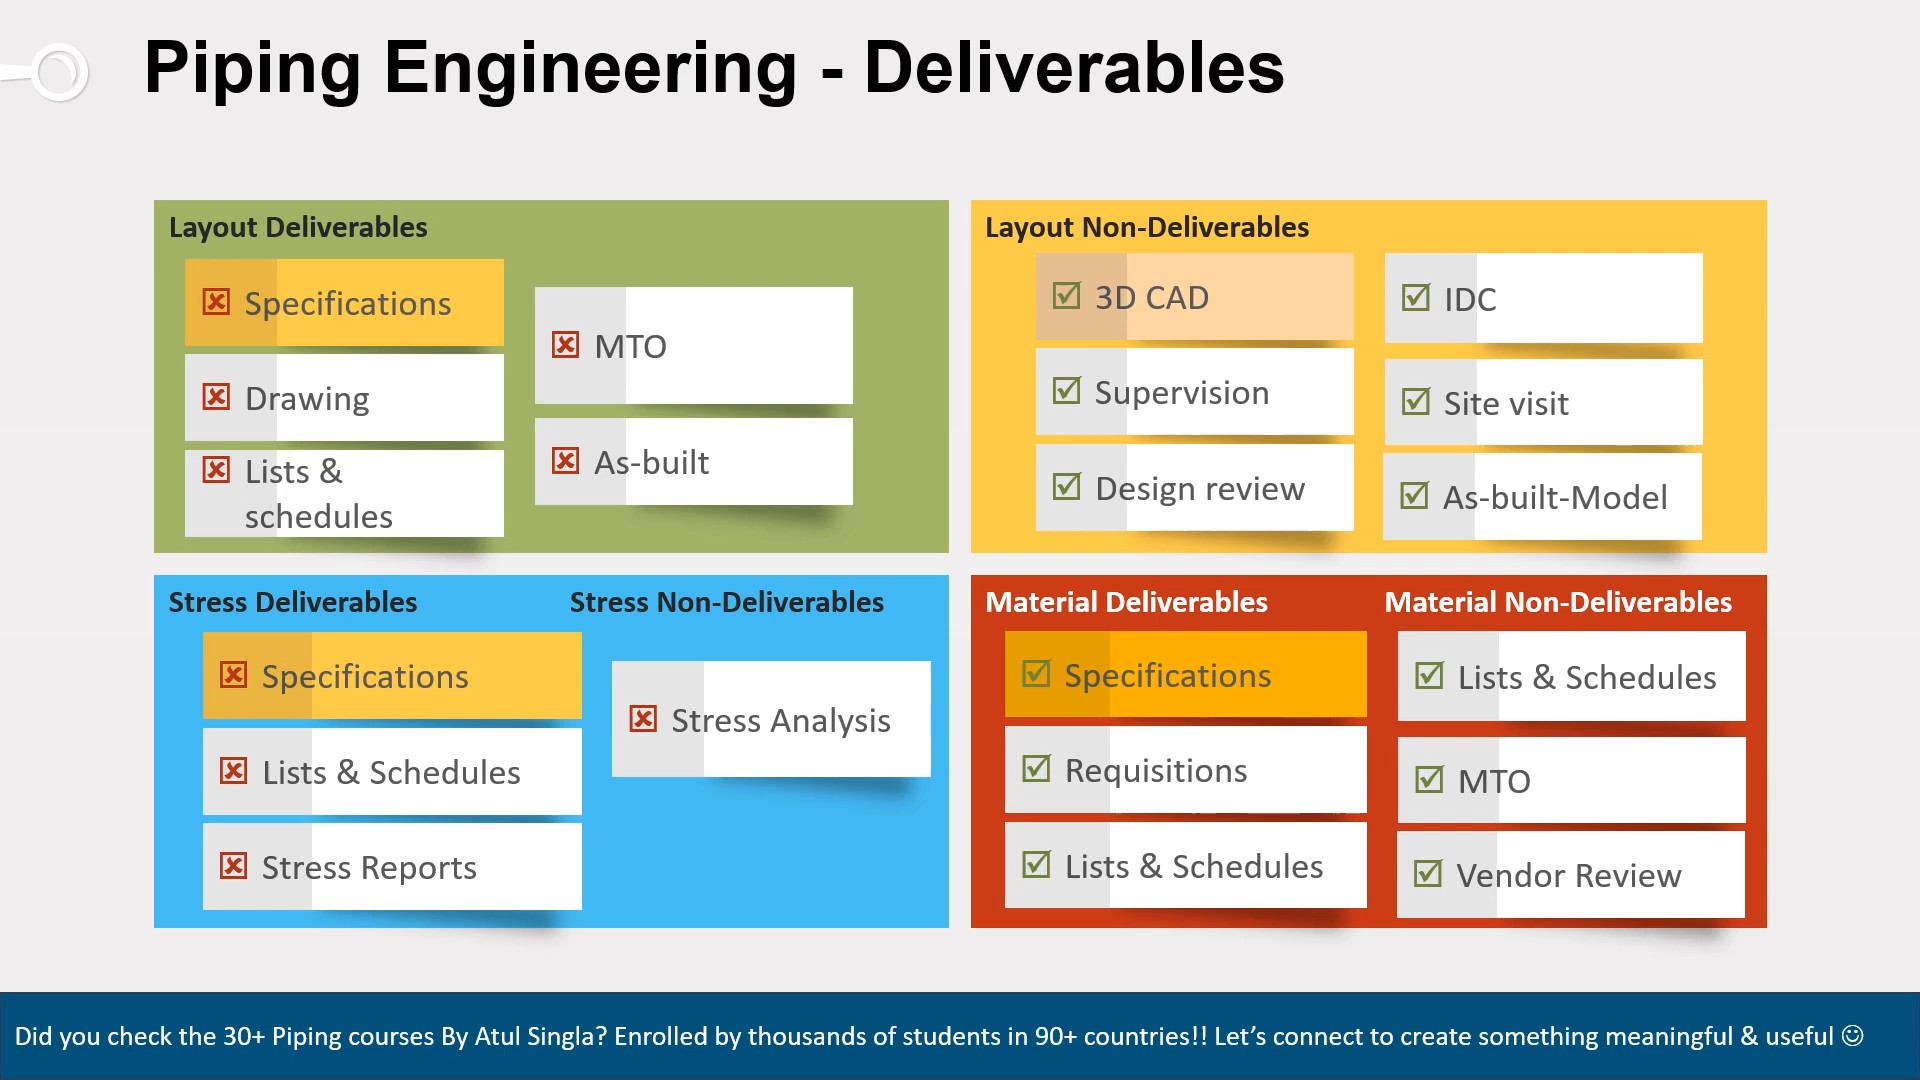 Piping Engineering - Deliverables
Layout Deliverables
Specifications
Drawing
Lists &
schedules
MTO
As-built
Layout Non-Deliverables
3D CAD
Supervision
Design review
IDC
Site visit
As-built-Model
Stress Deliverables
Specifications
Lists & Schedules
Stress Reports
Stress Non-Deliverables
Stress Analysis
Material Deliverables
Specifications
Requisitions
Lists & Schedules
Material Non-Deliverables
Lists & Schedules
MTO
Vendor Review
Did you check the 30+ Piping courses By Atul Singla? Enrolled by thousands of students in 90+ countries!! Let’s connect to create something meaningful & useful ☺